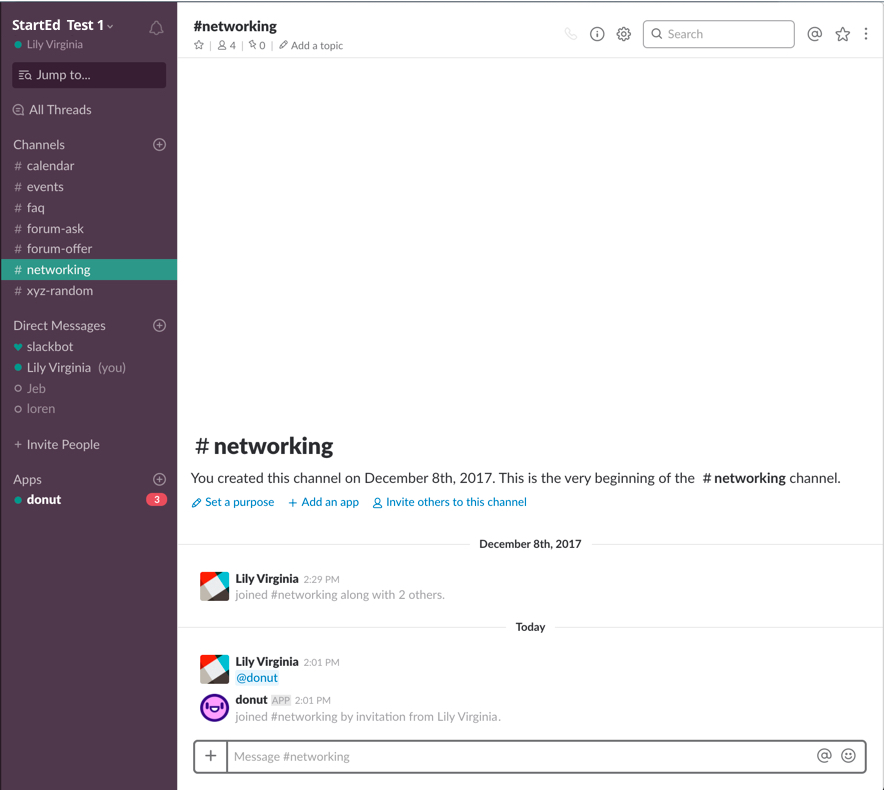 StartEd Test 1
Lily Virginia
Jump to...
All Threads
Channels
# calendar
# events
# faq
# forum-ask
# forum-offer
# networking
# xyz-random
Direct Messages
slackbot
Lily Virginia (you)
Jeb
loren
+ Invite People
Apps
donut 3
#networking
4 | 0 | Add a topic
Search
# networking
You created this channel on December 8th, 2017. This is the very beginning of the # networking channel.
Set a purpose + Add an app Invite others to this channel
December 8th, 2017
Lily Virginia 2:29 PM
joined #networking along with 2 others.
Today
Lily Virginia 2:01 PM
@donut
donut APP 2:01 PM
joined #networking by invitation from Lily Virginia.
+ Message #networking @